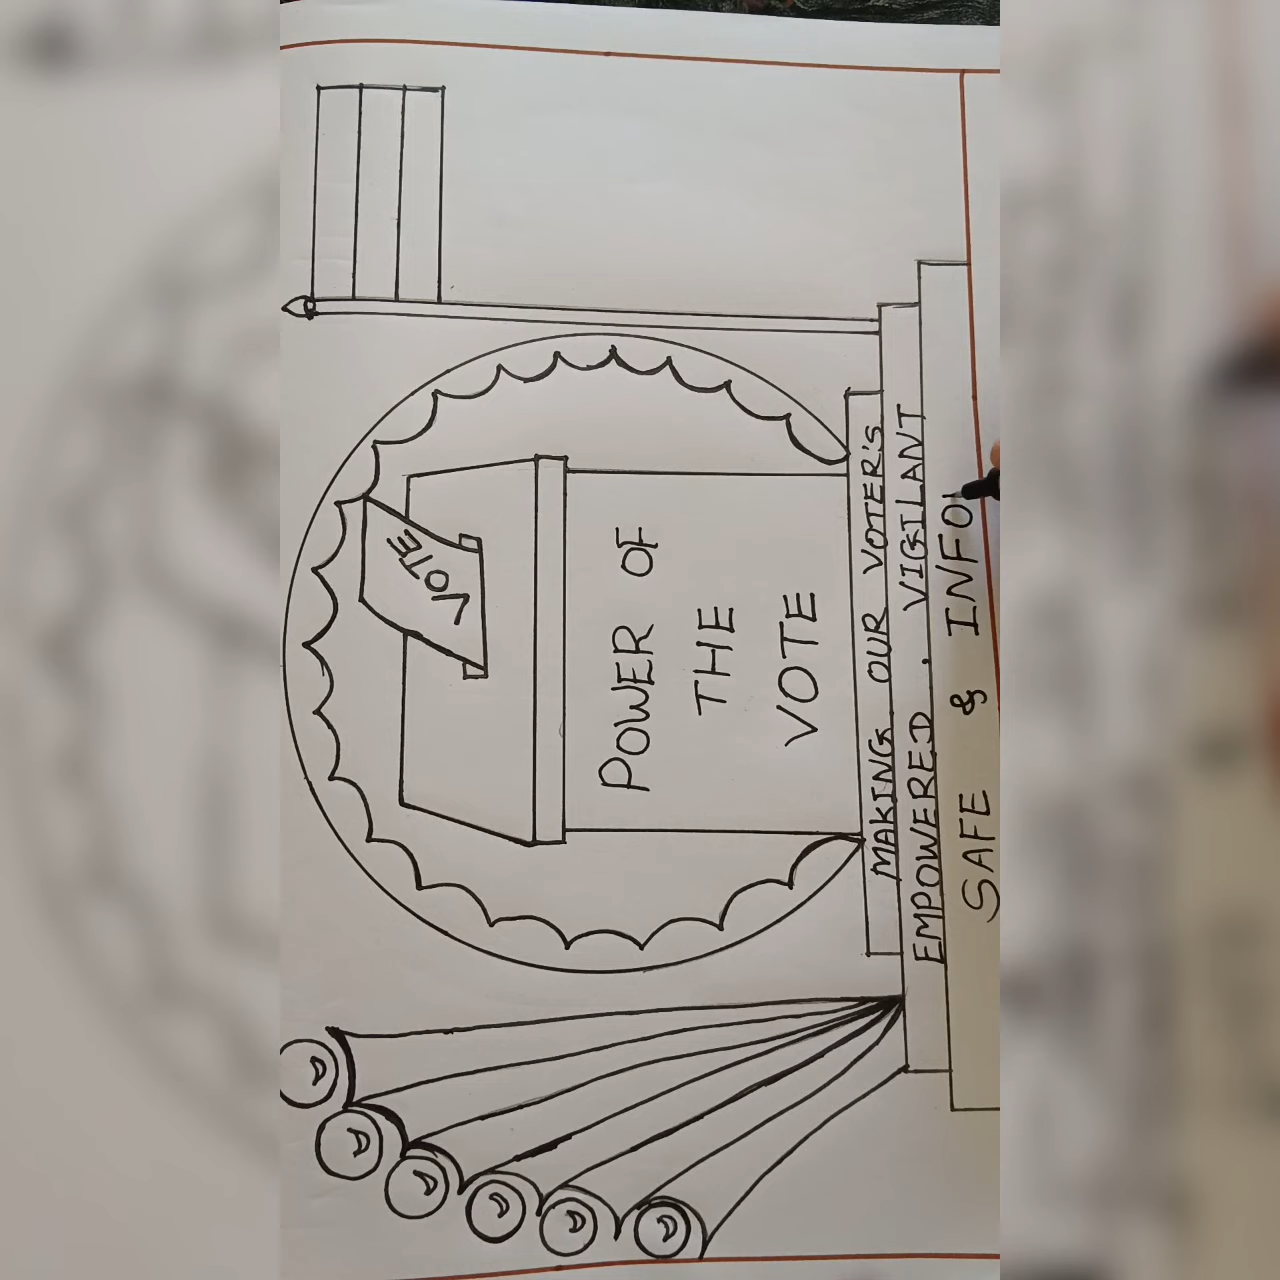 VOTE
POWER OF
THE
VOTE
MAKING OUR VOTER's
EMPOWERED. VIGILANT
SAFE & INFO